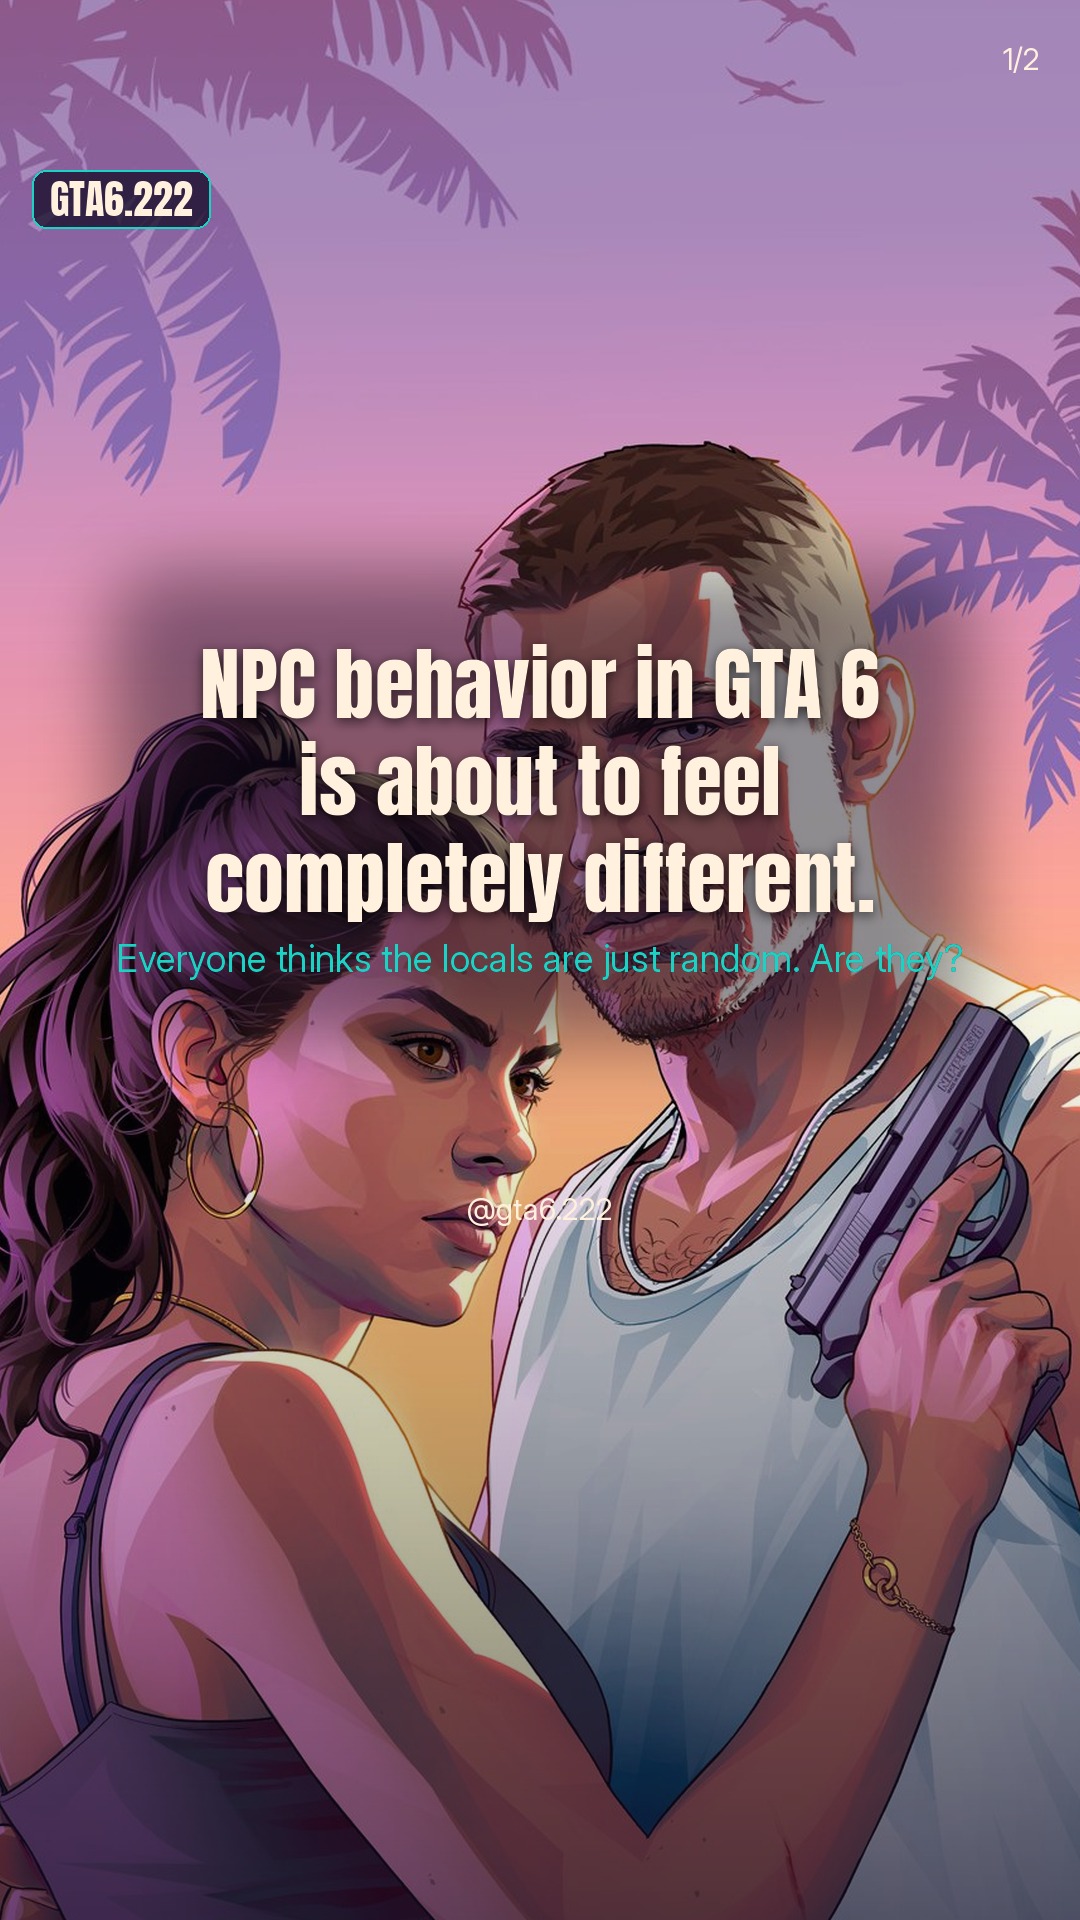 1/2
GTA6.222
NPC behavior in GTA 6
is about to feel
completely different.
Everyone thinks the locals are just random. Are they?
@gta6.222